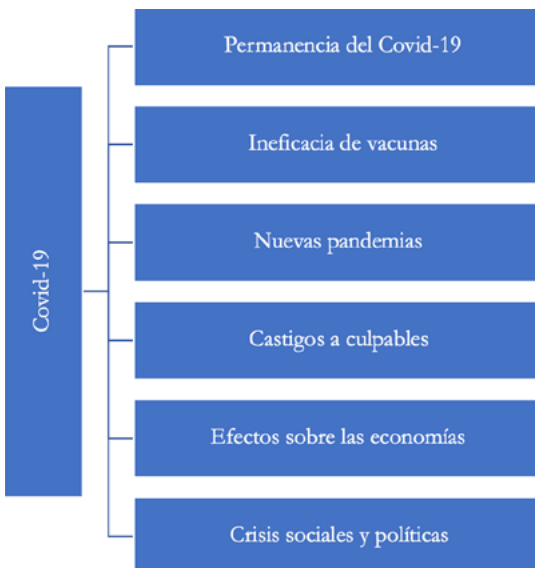 Covid-19
Permanencia del Covid-19
Ineficacia de vacunas
Nuevas pandemias
Castigos a culpables
Efectos sobre las economías
Crisis sociales y políticas